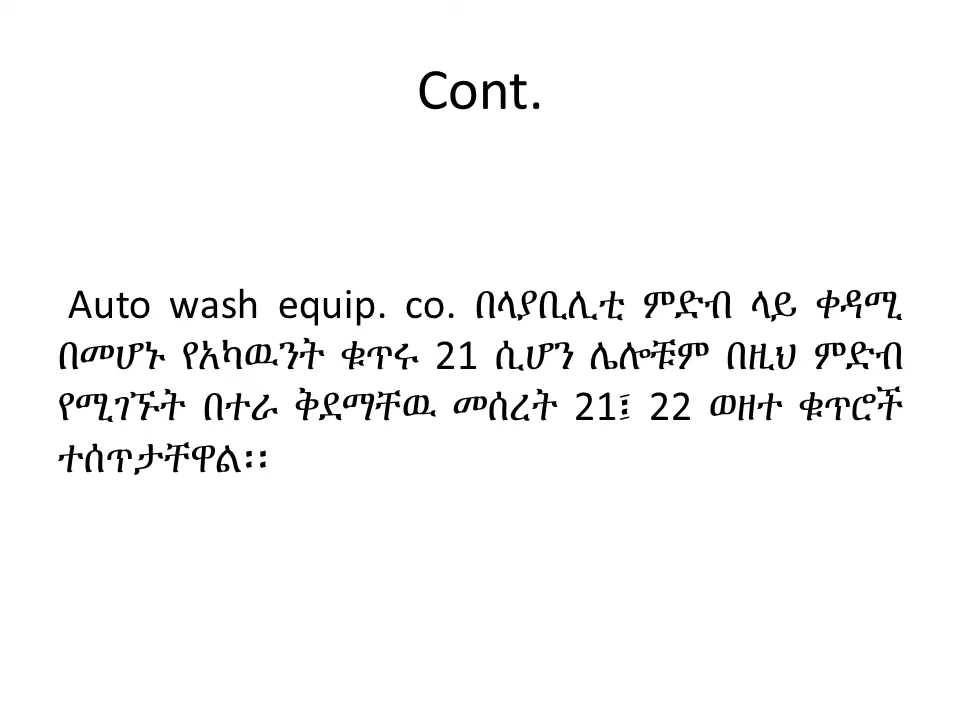 Cont.
Auto wash equip. co. በላያቢሊቲ ምድብ ላይ ቀዳሚ
በመሆኑ የአካዉንት ቁጥሩ 21 ሲሆን ሌሎቹም በዚህ ምድብ
የሚገኙት በተራ ቅደማቸዉ መሰረት 21፤ 22 ወዘተ ቁጥሮች
ተሰጥታቸዋል፡፡